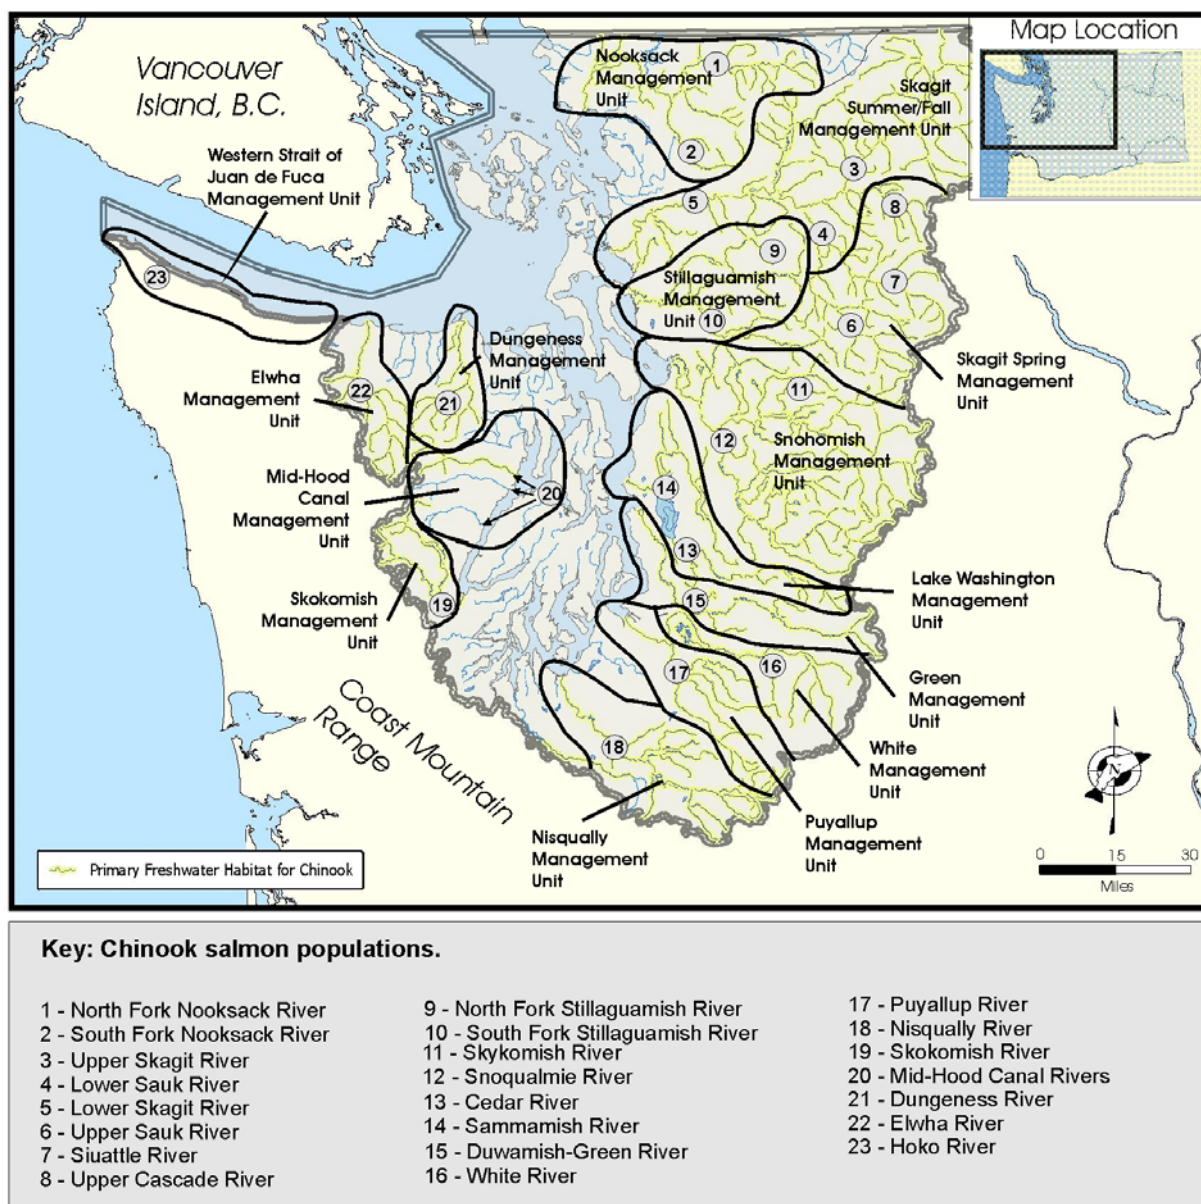 Map Location
Vancouver
Island, B.C.
Nooksack
Management
Unit
1
Skagit
Summer/Fall
Management Unit
Western Strait of
Juan de Fuca
Management Unit
2
3
5
8
4
9
23
Stillaguamish
Management
Unit
10
7
6
Dungeness
Management
Unit
Skagit Spring
Management
Unit
Elwha
Management
Unit
22
21
11
12
Snohomish
Management
Unit
Mid-Hood
Canal
Management
Unit
20
14
13
Lake Washington
Management
Unit
Skokomish
Management
Unit
19
15
17
16
Green
Management
Unit
Coast Mountain
Range
18
White
Management
Unit
N
Nisqually
Management
Unit
Puyallup
Management
Unit
Primary Freshwater Habitat for Chinook
0 15 30
Miles
Key: Chinook salmon populations.
1 - North Fork Nooksack River
2 - South Fork Nooksack River
3 - Upper Skagit River
4 - Lower Sauk River
5 - Lower Skagit River
6 - Upper Sauk River
7 - Siuattle River
8 - Upper Cascade River
9 - North Fork Stillaguamish River
10 - South Fork Stillaguamish River
11 - Skykomish River
12 - Snoqualmie River
13 - Cedar River
14 - Sammamish River
15 - Duwamish-Green River
16 - White River
17 - Puyallup River
18 - Nisqually River
19 - Skokomish River
20 - Mid-Hood Canal Rivers
21 - Dungeness River
22 - Elwha River
23 - Hoko River